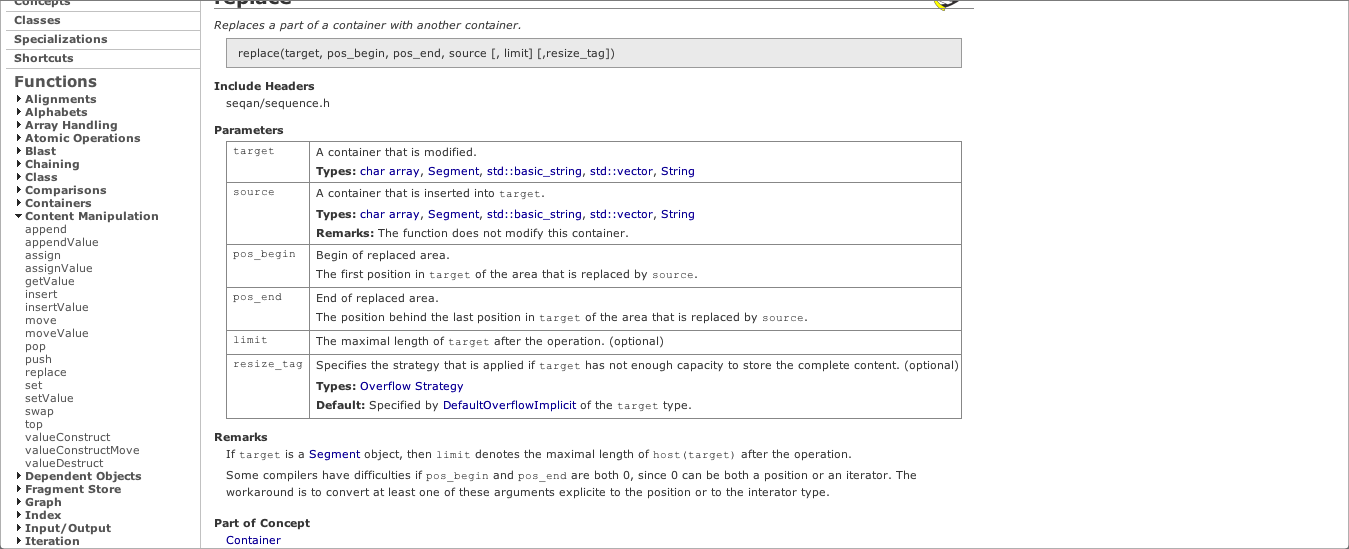 Concepts
Classes
Specializations
Shortcuts
Functions
Alignments
Alphabets
Array Handling
Atomic Operations
Blast
Chaining
Class
Comparisons
Containers
Content Manipulation
append
appendValue
assign
assignValue
getValue
insert
insertValue
move
moveValue
pop
push
replace
set
setValue
swap
top
valueConstruct
valueConstructMove
valueDestruct
Dependent Objects
Fragment Store
Graph
Index
Input/Output
Iteration
replace
Replaces a part of a container with another container.
replace(target, pos_begin, pos_end, source [, limit] [,resize_tag])
Include Headers
seqan/sequence.h
Parameters
target
A container that is modified.
Types: char array, Segment, std::basic_string, std::vector, String
source
A container that is inserted into target.
Types: char array, Segment, std::basic_string, std::vector, String
Remarks: The function does not modify this container.
pos_begin
Begin of replaced area.
The first position in target of the area that is replaced by source.
pos_end
End of replaced area.
The position behind the last position in target of the area that is replaced by source.
limit
The maximal length of target after the operation. (optional)
resize_tag
Specifies the strategy that is applied if target has not enough capacity to store the complete content. (optional)
Types: Overflow Strategy
Default: Specified by DefaultOverflowImplicit of the target type.
Remarks
If target is a Segment object, then limit denotes the maximal length of host(target) after the operation.
Some compilers have difficulties if pos_begin and pos_end are both 0, since 0 can be both a position or an iterator. The
workaround is to convert at least one of these arguments explicite to the position or to the interator type.
Part of Concept
Container